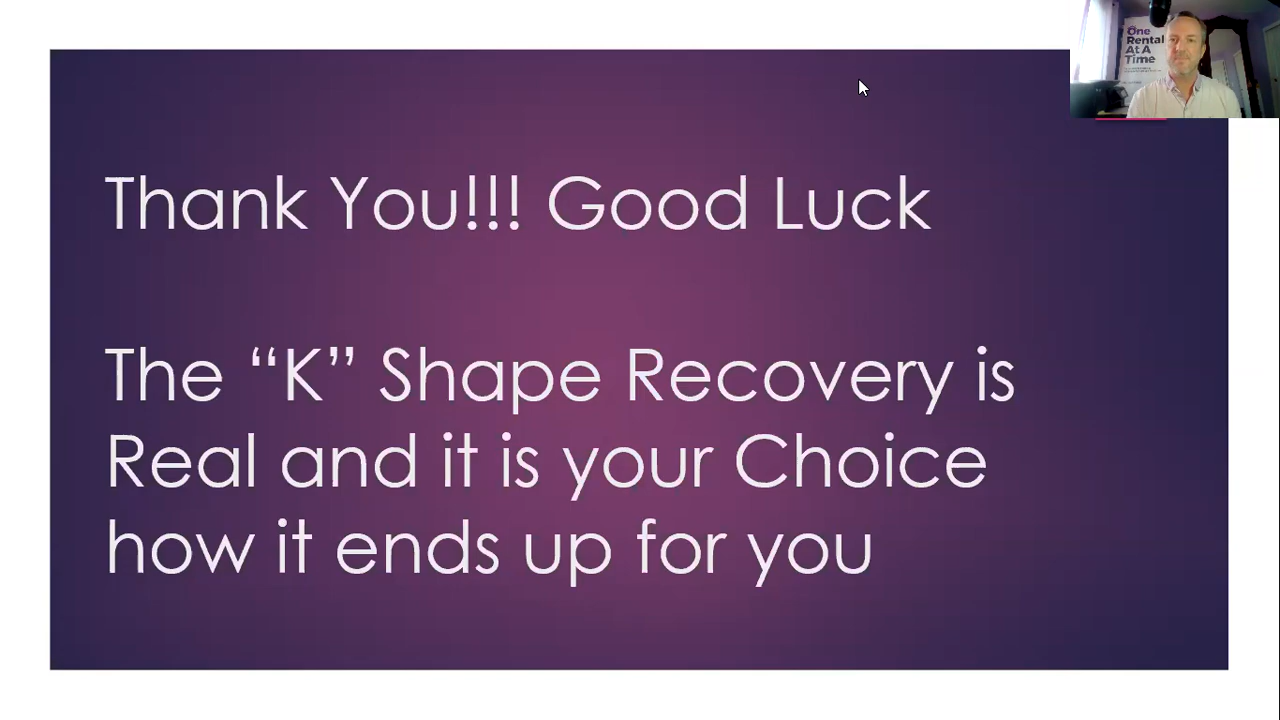 One
Rental
At A
Time
Thank You!!! Good Luck
The “K” Shape Recovery is
Real and it is your Choice
how it ends up for you